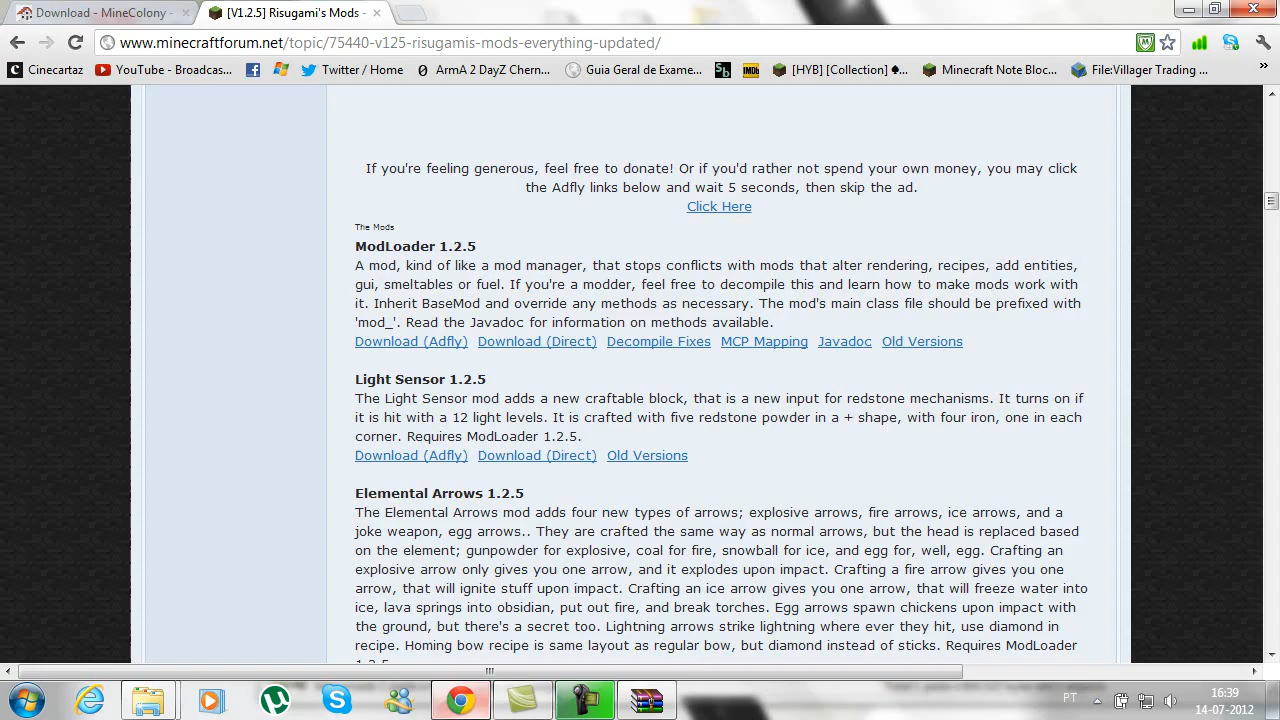 Download - MineColony -
[V1.2.5] Risugami's Mods -
www.minecraftforum.net/topic/75440-v125-risugamis-mods-everything-updated/
Cinecartaz
YouTube - Broadcas...
Twitter / Home
ArmA 2 DayZ Chern...
Guia Geral de Exame...
IMDb
[HYB] [Collection] ♠...
Minecraft Note Bloc...
File:Villager Trading ...
If you're feeling generous, feel free to donate! Or if you'd rather not spend your own money, you may click
the Adfly links below and wait 5 seconds, then skip the ad.
Click Here
The Mods
ModLoader 1.2.5
A mod, kind of like a mod manager, that stops conflicts with mods that alter rendering, recipes, add entities,
gui, smeltables or fuel. If you're a modder, feel free to decompile this and learn how to make mods work with
it. Inherit BaseMod and override any methods as necessary. The mod's main class file should be prefixed with
'mod_'. Read the Javadoc for information on methods available.
Download (Adfly) Download (Direct) Decompile Fixes MCP Mapping Javadoc Old Versions
Light Sensor 1.2.5
The Light Sensor mod adds a new craftable block, that is a new input for redstone mechanisms. It turns on if
it is hit with a 12 light levels. It is crafted with five redstone powder in a + shape, with four iron, one in each
corner. Requires ModLoader 1.2.5.
Download (Adfly) Download (Direct) Old Versions
Elemental Arrows 1.2.5
The Elemental Arrows mod adds four new types of arrows; explosive arrows, fire arrows, ice arrows, and a
joke weapon, egg arrows.. They are crafted the same way as normal arrows, but the head is replaced based
on the element; gunpowder for explosive, coal for fire, snowball for ice, and egg for, well, egg. Crafting an
explosive arrow only gives you one arrow, and it explodes upon impact. Crafting a fire arrow gives you one
arrow, that will ignite stuff upon impact. Crafting an ice arrow gives you one arrow, that will freeze water into
ice, lava springs into obsidian, put out fire, and break torches. Egg arrows spawn chickens upon impact with
the ground, but there's a secret too. Lightning arrows strike lightning where ever they hit, use diamond in
recipe. Homing bow recipe is same layout as regular bow, but diamond instead of sticks. Requires ModLoader
1.2.5
PT
16:39
14-07-2012